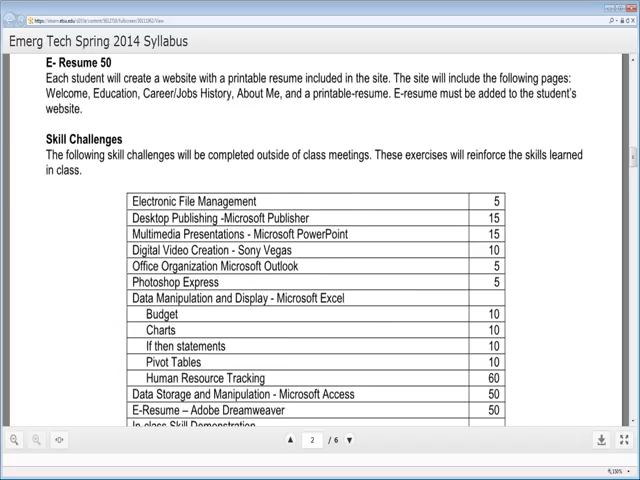 Emerg Tech Spring 2014 Syllabus
E- Resume 50
Each student will create a website with a printable resume included in the site. The site will include the following pages:
Welcome, Education, Career/Jobs History, About Me, and a printable-resume. E-resume must be added to the student's
website.
Skill Challenges
The following skill challenges will be completed outside of class meetings. These exercises will reinforce the skills learned
in class.
Electronic File Management 5
Desktop Publishing -Microsoft Publisher 15
Multimedia Presentations - Microsoft PowerPoint 15
Digital Video Creation - Sony Vegas 10
Office Organization Microsoft Outlook 5
Photoshop Express 5
Data Manipulation and Display - Microsoft Excel
Budget 10
Charts 10
If then statements 10
Pivot Tables 10
Human Resource Tracking 60
Data Storage and Manipulation - Microsoft Access 50
E-Resume – Adobe Dreamweaver 50
In-class Skill Demonstration
2 / 6
150%